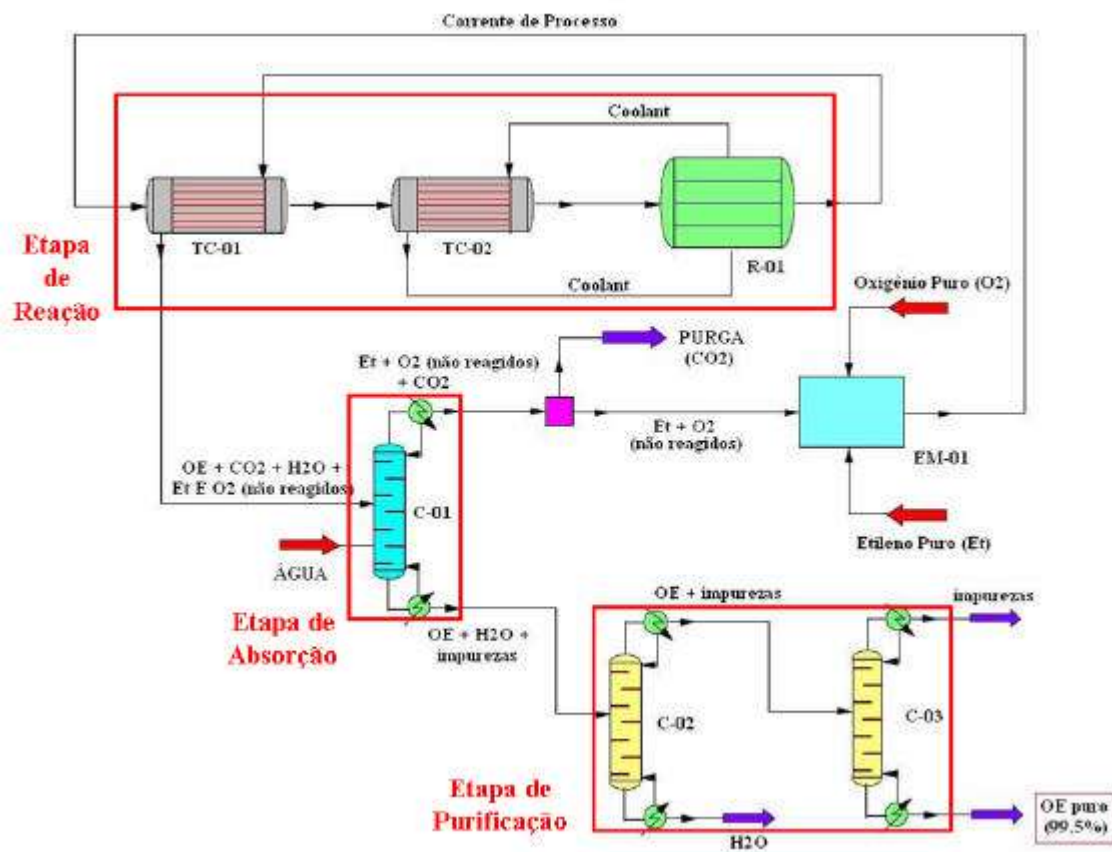 Corrente de Processo
Coolant
TC-01
TC-02
R-01
Coolant
Etapa
de
Reação
Oxigénio Puro (O2)
PURGA
(CO2)
Et + O2 (não reagidos)
+ CO2
Et + O2
(não reagidos)
EM-01
OE + CO2 + H2O +
Et E O2 (não reagidos)
C-01
Etileno Puro (Et)
ÁGUA
Etapa de
Absorção
OE + H2O +
impurezas
OE + impurezas
impurezas
C-02
C-03
Etapa de
Purificação
H2O
OE puro
(99.5%)